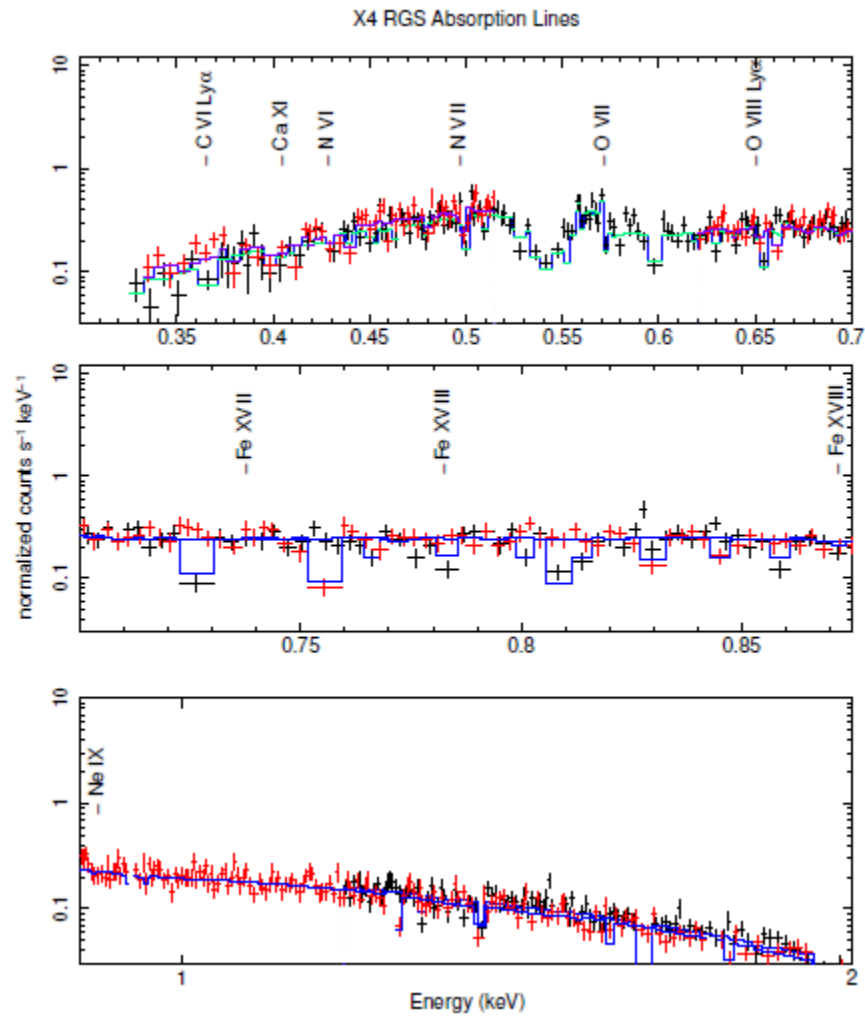 X4 RGS Absorption Lines
10
1
0.1
– C VI Lyα
– Ca XI
– N VI
– N VII
– O VII
– O VIII Lyα
0.35 0.4 0.45 0.5 0.55 0.6 0.65 0.7
normalized counts s⁻¹ keV⁻¹
10
1
0.1
– Fe XVII
– Fe XVIII
– Fe XVIII
0.75 0.8 0.85
10
1
0.1
– Ne IX
1 2
Energy (keV)